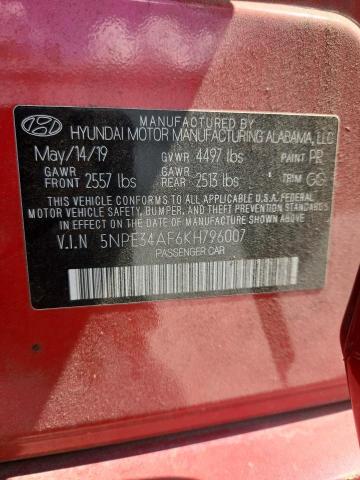 MANUFACTURED BY
HYUNDAI MOTOR MANUFACTURING ALABAMA, LLC
May/14/19 GVWR 4497 lbs PAINT PR
GAWR FRONT 2557 lbs GAWR REAR 2513 lbs TRIM GG
THIS VEHICLE CONFORMS TO ALL APPLICABLE U.S.A FEDERAL
MOTOR VEHICLE SAFETY, BUMPER, AND THEFT PREVENTION STANDARDS
IN EFFECT ON THE DATE OF MANUFACTURE SHOWN ABOVE.
V.I.N 5NPE34AF6KH796007
PASSENGER CAR